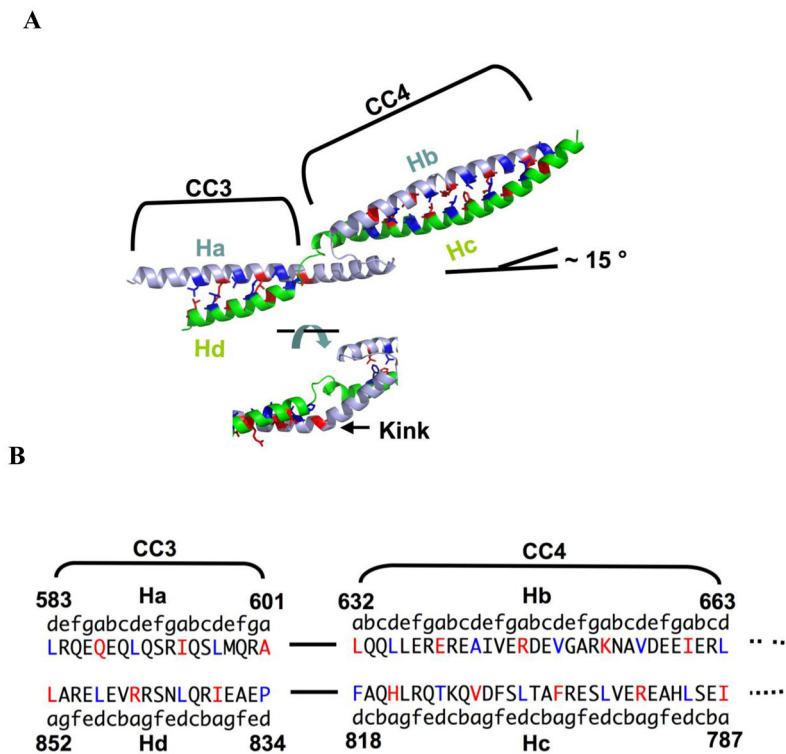 A
CC4
Hb
CC3
Ha
Hc
~ 15 °
Hd
Kink
B
CC3 CC4
583 Ha 601 632 Hb 663
defgabcdefgabcdefga abcdefgabcdefgabcdefgabcdefgabcd
LRQEQEQLQSRIQSLMQRA LQQLLEREREAIVERDEVGARKNAVDEEIERL
LARELEVRRSNLQRIEAEP FAQHLRQTKQVDFSLTAFRESLVEREAHLSEI
agfedcbagfedcbagfed dcbagfedcbagfedcbagfedcbagfedcba
852 Hd 834 818 Hc 787